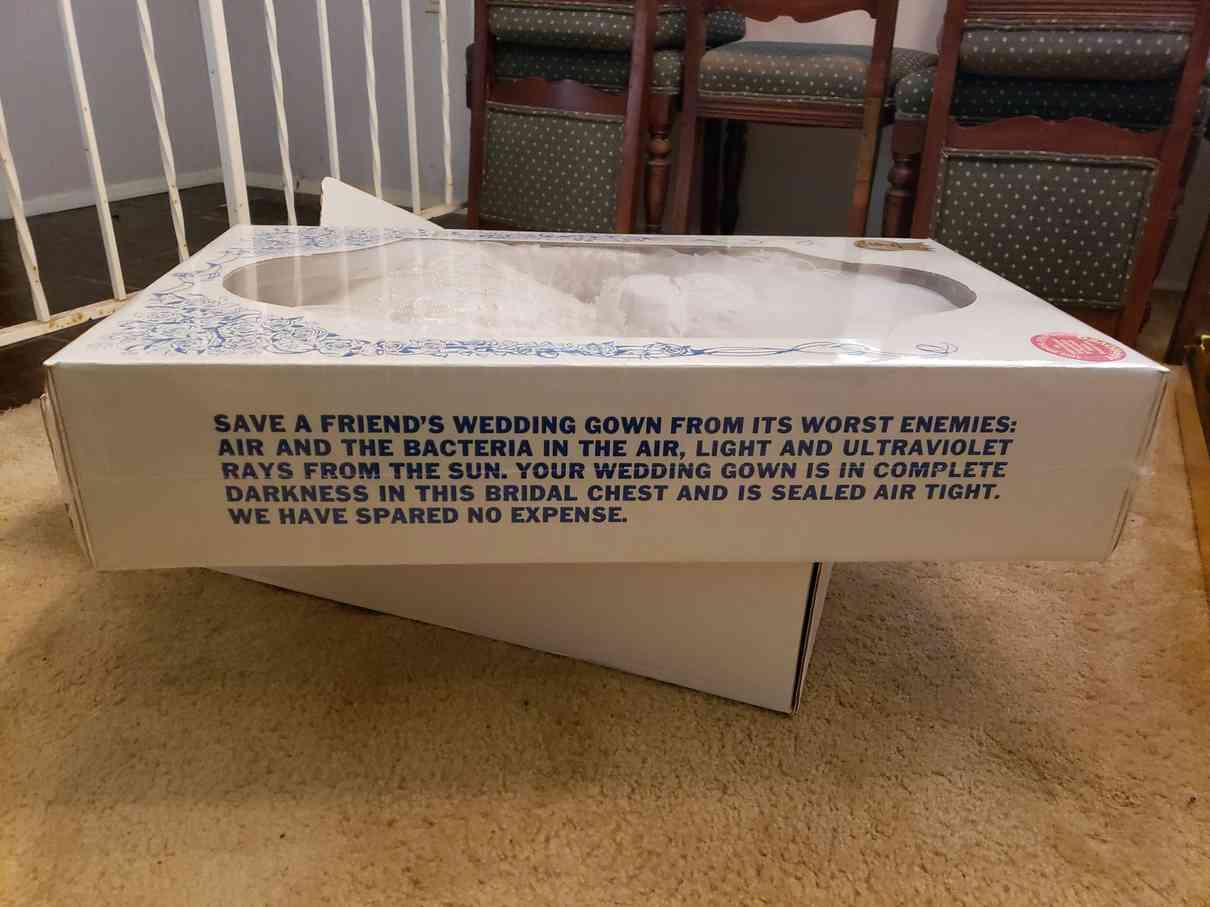 SAVE A FRIEND'S WEDDING GOWN FROM ITS WORST ENEMIES:
AIR AND THE BACTERIA IN THE AIR, LIGHT AND ULTRAVIOLET
RAYS FROM THE SUN. YOUR WEDDING GOWN IS IN COMPLETE
DARKNESS IN THIS BRIDAL CHEST AND IS SEALED AIR TIGHT.
WE HAVE SPARED NO EXPENSE.